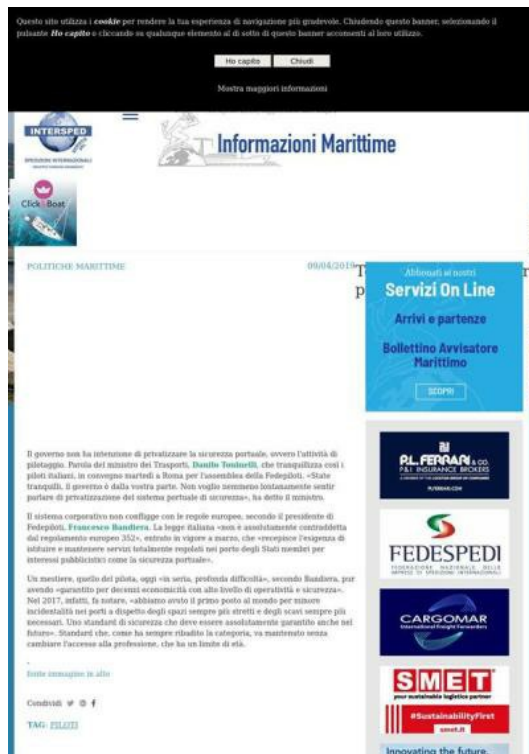 Questo sito utilizza i cookie per rendere la tua esperienza di navigazione più gradevole. Chiudendo questo banner, selezionando il
pulsante Ho capito o cliccando su qualunque elemento al di sotto di questo banner acconsenti al loro utilizzo.
Ho capito Chiudi
Mostra maggiori informazioni
INTERSPED
SPEDIZIONI INTERNAZIONALI
Informazioni Marittime
Click&Boat
POLITICHE MARITTIME
09/04/2019
Abbonati ai nostri
Servizi On Line
Arrivi e partenze
Bollettino Avvisatore
Marittimo
SCOPRI
Il governo non ha intenzione di privatizzare la sicurezza portuale, ovvero l'attività di
pilotaggio. Parola del ministro dei Trasporti, Danilo Toninelli, che tranquillizza così i
piloti italiani, in convegno martedì a Roma per l'assemblea della Fedepiloti. «State
tranquilli, il governo è dalla vostra parte. Non voglio nemmeno lontanamente sentir
parlare di privatizzazione del sistema portuale di sicurezza», ha detto il ministro.
Il sistema corporativo non confligge con le regole europee, secondo il presidente di
Fedepiloti, Francesco Bandiera. La legge italiana «non è assolutamente contraddetta
dal regolamento europeo 352», entrato in vigore a marzo, che «recepisce l'esigenza di
istituire e mantenere servizi totalmente regolati nei porto degli Stati membri per
interessi pubblicistici come la sicurezza portuale».
Un mestiere, quello del pilota, oggi «in seria, profonda difficoltà», secondo Bandiera, pur
avendo «garantito per decenni economicità con alto livello di operatività e sicurezza».
Nel 2017, infatti, fa notare, «abbiamo avuto il primo posto al mondo per minore
incidentalità nei porti a dispetto degli spazi sempre più stretti e degli scavi sempre più
necessari. Uno standard di sicurezza che deve essere assolutamente garantito anche nel
futuro». Standard che, come ha sempre ribadito la categoria, va mantenuto senza
cambiare l'accesso alla professione, che ha un limite di età.
-
fonte immagine in alto
Condividi
TAG: PILOTI
P.L. FERRARI & CO.
P&I INSURANCE BROKERS
PLFERRARI.COM
FEDESPEDI
FEDERAZIONE NAZIONALE DELLE
IMPRESE DI SPEDIZIONI INTERNAZIONALI
CARGOMAR
International Freight Forwarders
SMET
your sustainable logistics partner
#SustainabilityFirst
smet.it
Innovating the future.